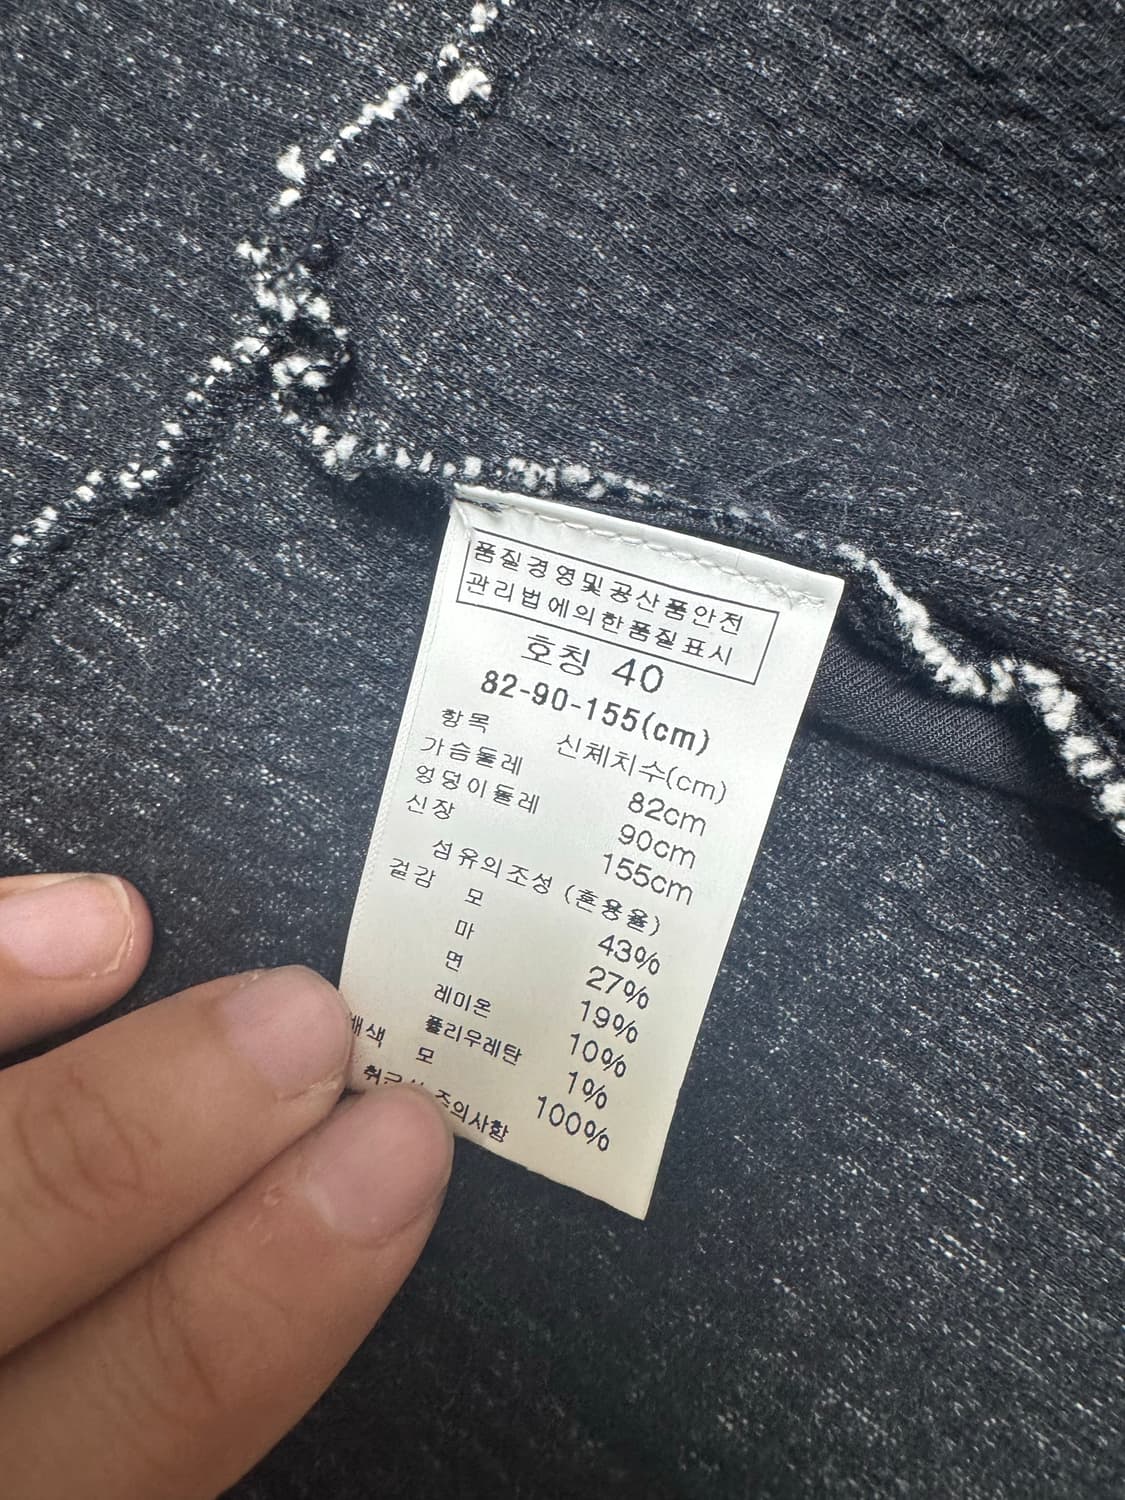 품질경영및공산품안전
관리법에의한품질표시
호칭 40
82-90-155(cm)
항목 신체치수(cm)
가슴둘레 82cm
엉덩이둘레 90cm
신장 155cm
섬유의조성 (혼용율)
겉감 모 43%
마 27%
면 19%
레이온 10%
폴리우레탄 1%
배색 모 100%
주의사항